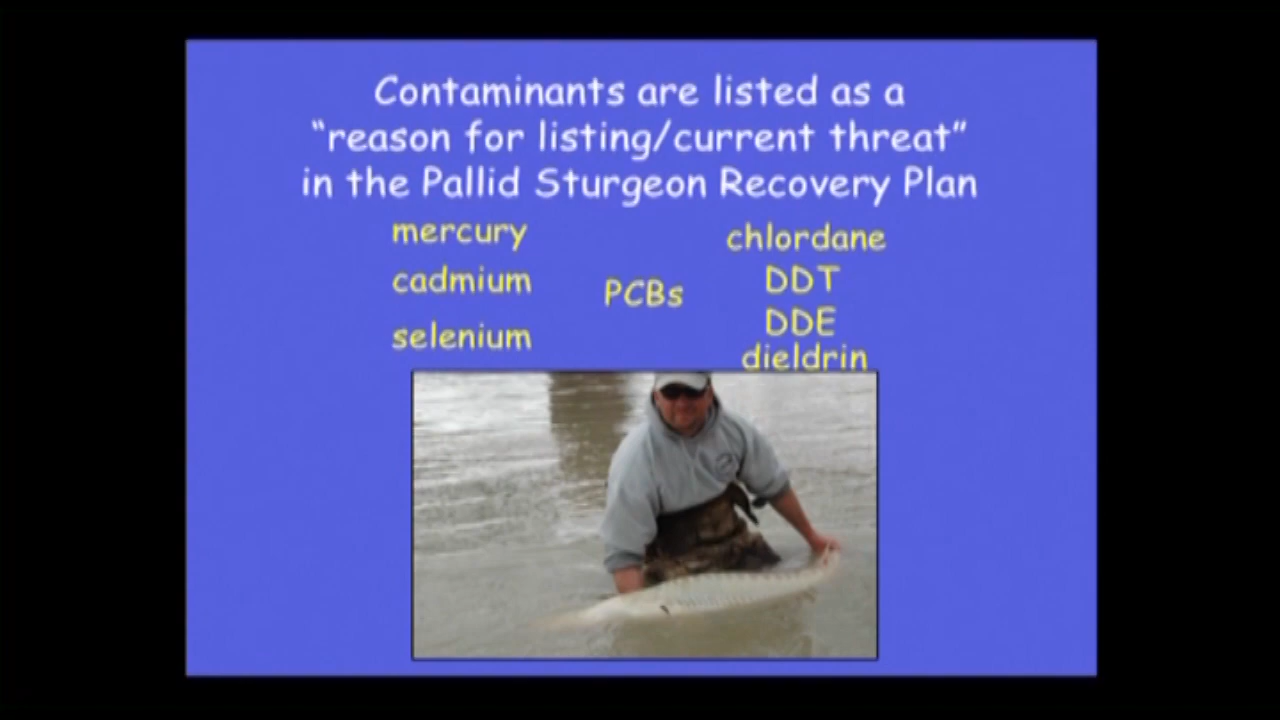 Contaminants are listed as a
“reason for listing/current threat”
in the Pallid Sturgeon Recovery Plan
mercury
cadmium
selenium
PCBs
chlordane
DDT
DDE
dieldrin